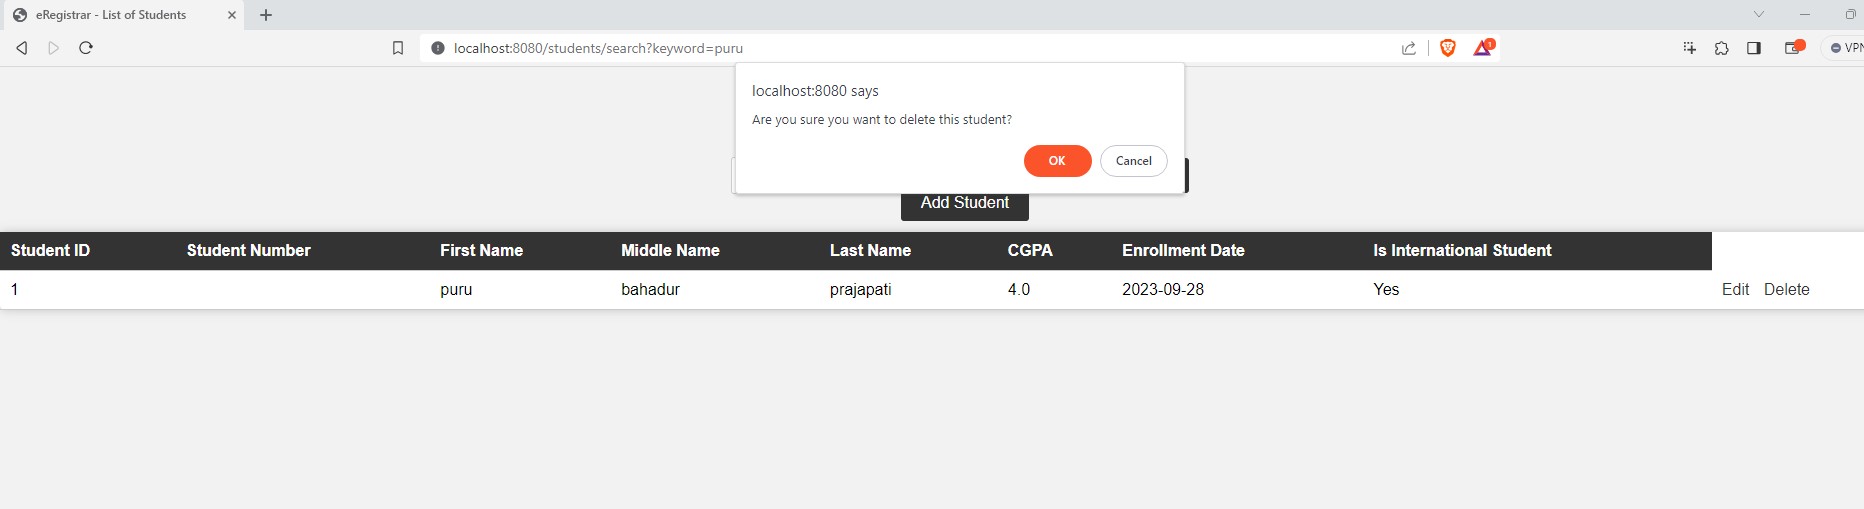 eRegistrar - List of Students
localhost:8080/students/search?keyword=puru
1
VPN
localhost:8080 says
Are you sure you want to delete this student?
OK Cancel
Add Student
Student ID Student Number First Name Middle Name Last Name CGPA Enrollment Date Is International Student
1 puru bahadur prajapati 4.0 2023-09-28 Yes Edit Delete